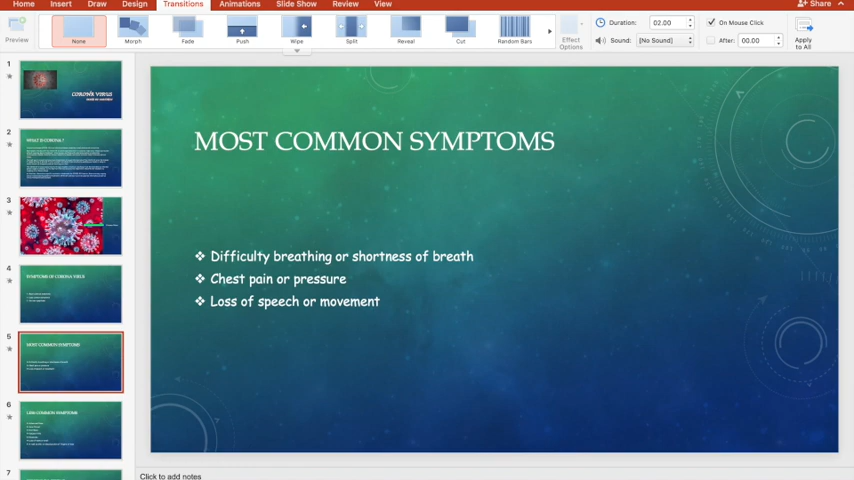 Home Insert Draw Design Transitions Animations Slide Show Review View Share
Preview None Morph Fade Push Wipe Split Reveal Cut Random Bars Effect Options
Duration: 02.00 On Mouse Click
Sound: [No Sound] After: 00.00 Apply To All
1
CORONA VIRUS
2
WHAT IS CORONA ?
3
4
SYMPTOMS OF CORONA VIRUS
5
MOST COMMON SYMPTOMS
6
LESS COMMON SYMPTOMS
7
MOST COMMON SYMPTOMS
❖ Difficulty breathing or shortness of breath
❖ Chest pain or pressure
❖ Loss of speech or movement
Click to add notes